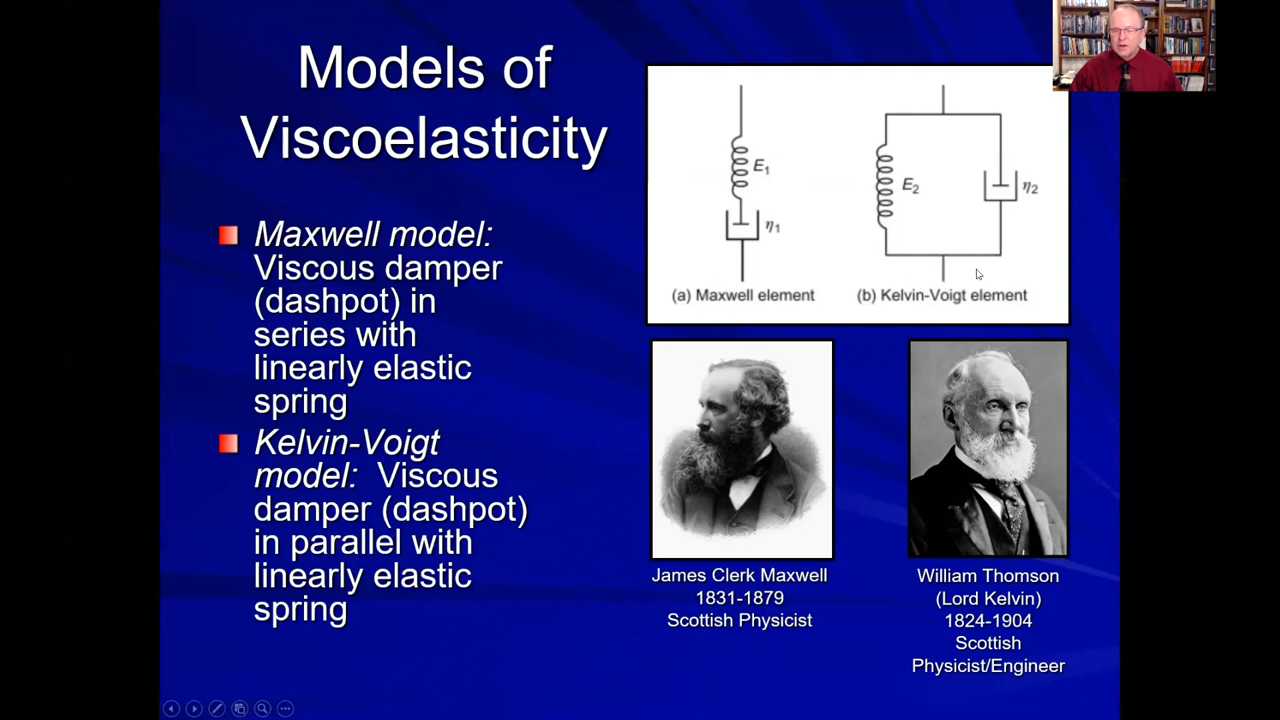 Models of
Viscoelasticity
Maxwell model:
Viscous damper
(dashpot) in
series with
linearly elastic
spring
Kelvin-Voigt
model: Viscous
damper (dashpot)
in parallel with
linearly elastic
spring
E1
η1
(a) Maxwell element
E2
η2
(b) Kelvin-Voigt element
James Clerk Maxwell
1831-1879
Scottish Physicist
William Thomson
(Lord Kelvin)
1824-1904
Scottish
Physicist/Engineer